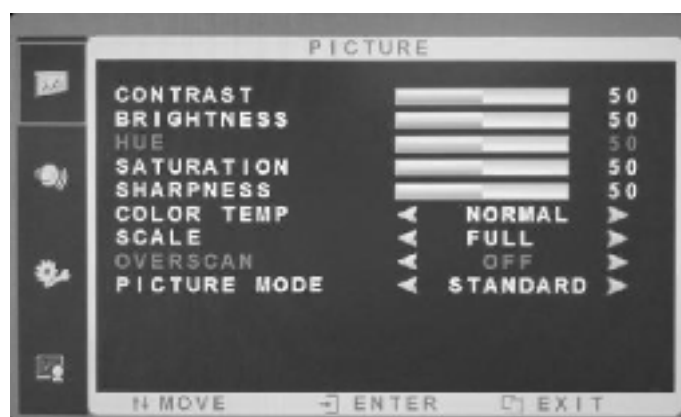 PICTURE
CONTRAST 50
BRIGHTNESS 50
HUE 50
SATURATION 50
SHARPNESS 50
COLOR TEMP NORMAL
SCALE FULL
OVERSCAN OFF
PICTURE MODE STANDARD
MOVE ENTER EXIT